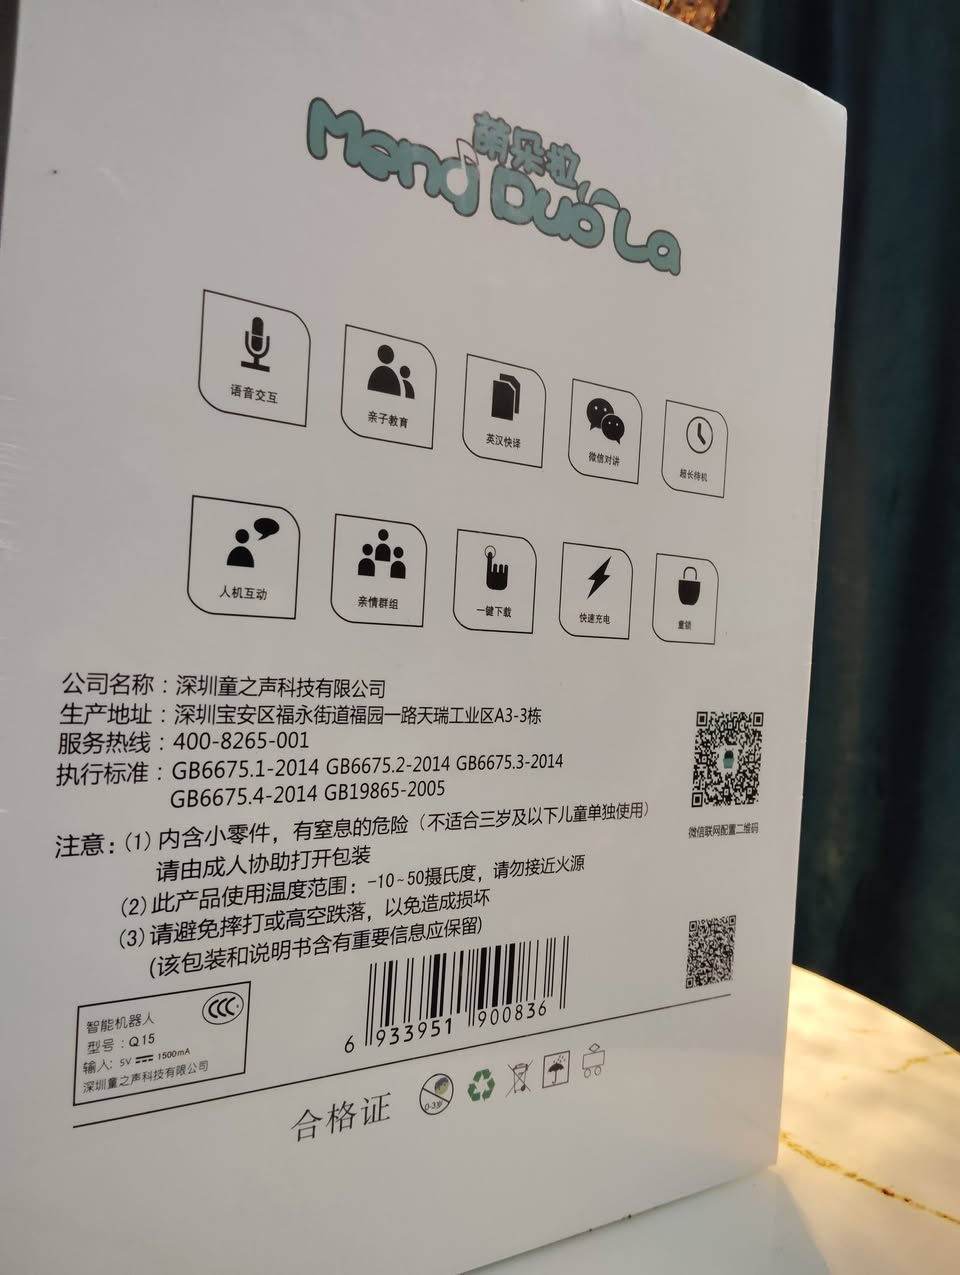 萌朵拉
Meng Duo La
语音交互
亲子教育
英汉快译
微信对讲
超长待机
人机互动
亲情群组
一键下载
快速充电
童锁
公司名称：深圳童之声科技有限公司
生产地址：深圳宝安区福永街道福园一路天瑞工业区A3-3栋
服务热线：400-8265-001
执行标准：GB6675.1-2014 GB6675.2-2014 GB6675.3-2014
GB6675.4-2014 GB19865-2005
注意：(1) 内含小零件，有窒息的危险（不适合三岁及以下儿童单独使用）
请由成人协助打开包装
(2) 此产品使用温度范围：-10~50摄氏度，请勿接近火源
(3) 请避免摔打或高空跌落，以免造成损坏
(该包装和说明书含有重要信息应保留)
微信联网配置二维码
CCC
智能机器人
型号：Q15
输入：5V 1500mA
深圳童之声科技有限公司
6 933951 900836
合格证
0-3岁